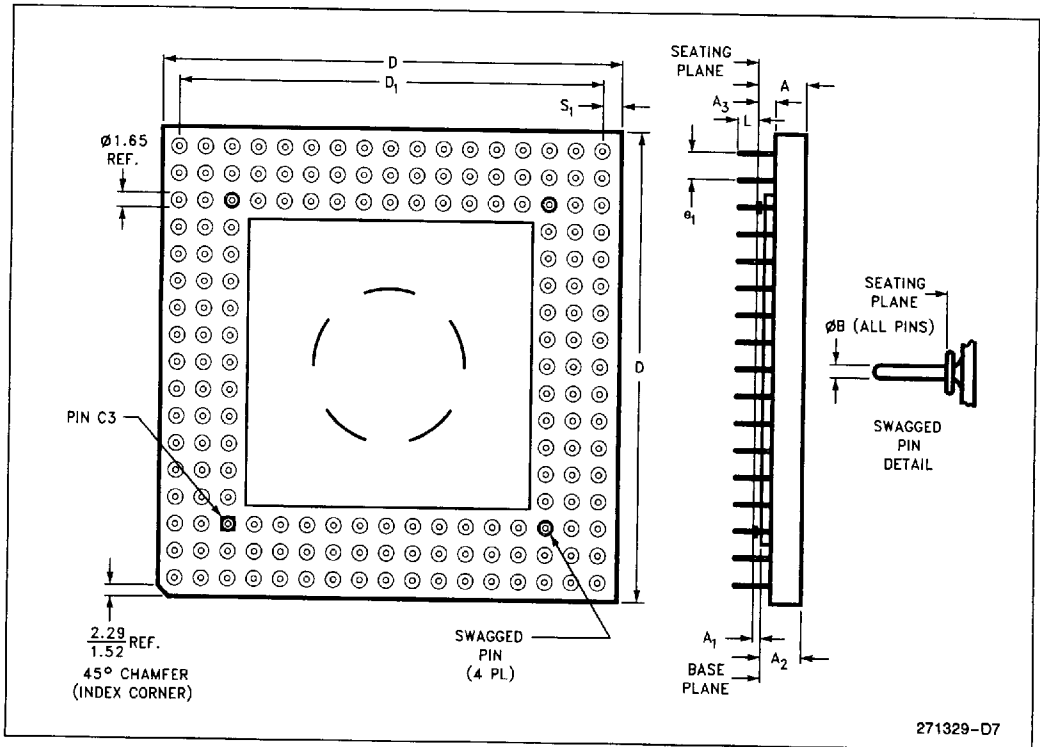 D
D1
S1
SEATING
PLANE
A
A3
L
Ø1.65
REF.
e1
SEATING
PLANE
ØB (ALL PINS)
D
PIN C3
SWAGGED
PIN
DETAIL
2.29
1.52 REF.
45° CHAMFER
(INDEX CORNER)
SWAGGED
PIN
(4 PL)
A1
A2
BASE
PLANE
271329-D7